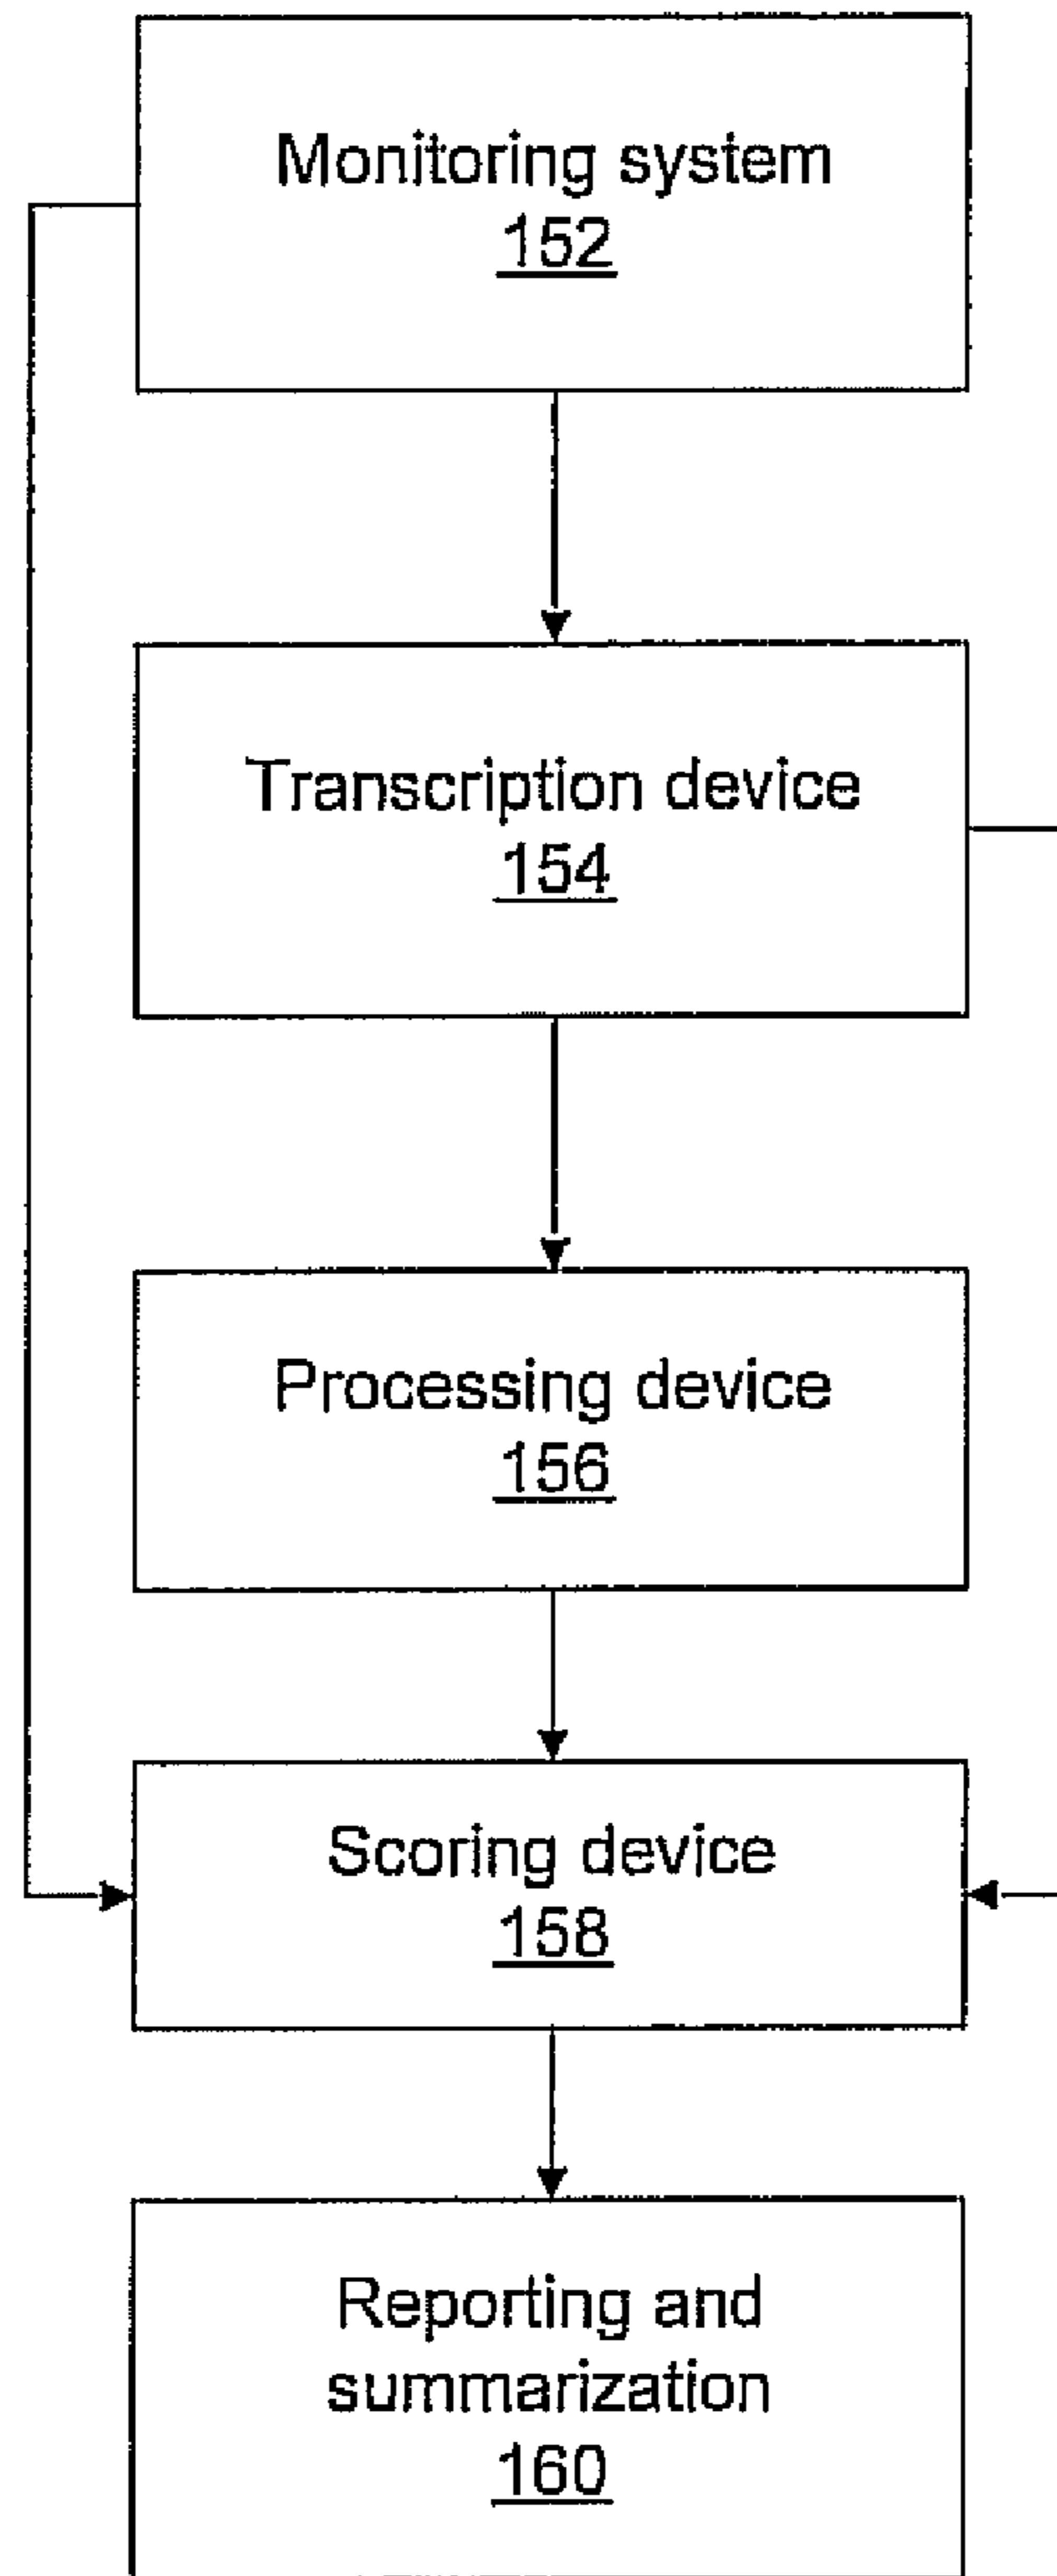 Monitoring system
152
Transcription device
154
Processing device
156
Scoring device
158
Reporting and
summarization
160